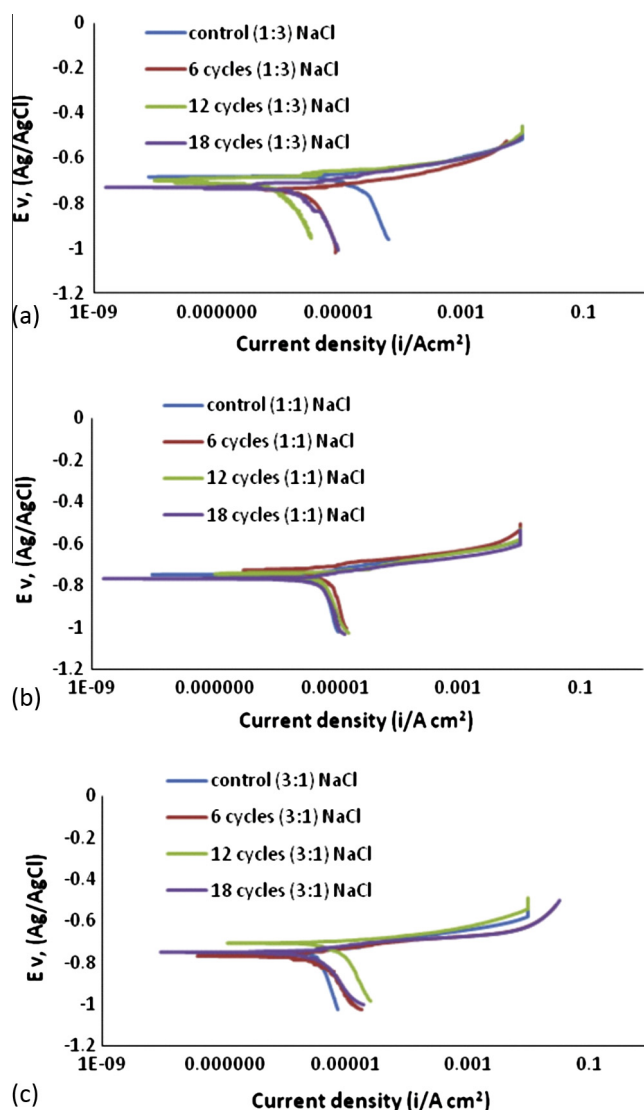 0
control (1:3) NaCl
-0.2
6 cycles (1:3) NaCl
-0.4
12 cycles (1:3) NaCl
18 cycles (1:3) NaCl
-0.6
-0.8
-1
-1.2
E v, (Ag/AgCl)
1E-09 0.000000 0.00001 0.001 0.1
(a)
Current density (i/Acm²)
control (1:1) NaCl
0
6 cycles (1:1) NaCl
-0.2
12 cycles (1:1) NaCl
-0.4
18 cycles (1:1) NaCl
-0.6
-0.8
-1
-1.2
E v, (Ag/AgCl)
1E-09 0.000000 0.00001 0.001 0.1
(b)
Current density (i/A cm²)
control (3:1) NaCl
0
6 cycles (3:1) NaCl
-0.2
12 cycles (3:1) NaCl
-0.4
18 cycles (3:1) NaCl
-0.6
-0.8
-1
-1.2
E v, (Ag/AgCl)
1E-09 0.000000 0.00001 0.001 0.1
(c)
Current density (i/A cm²)